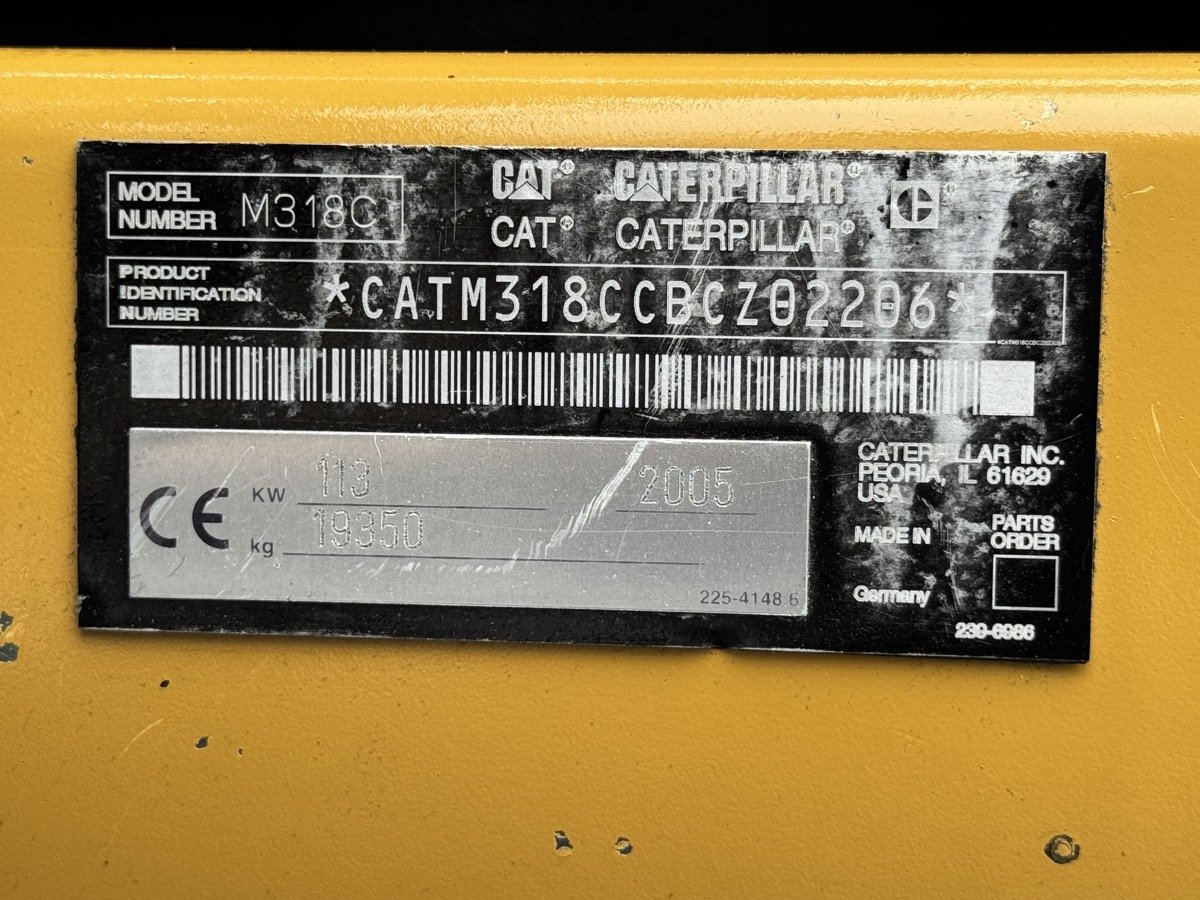 MODEL NUMBER M318C
CAT® CATERPILLAR®
CAT® CATERPILLAR®
PRODUCT IDENTIFICATION NUMBER *CATM318CCBCZ02206*
*CATM318CCBCZ02206
CE KW 113 2005
kg 19350
225-4148 6
CATERPILLAR INC.
PEORIA, IL 61629
USA
MADE IN
Germany
PARTS
ORDER
239-6986